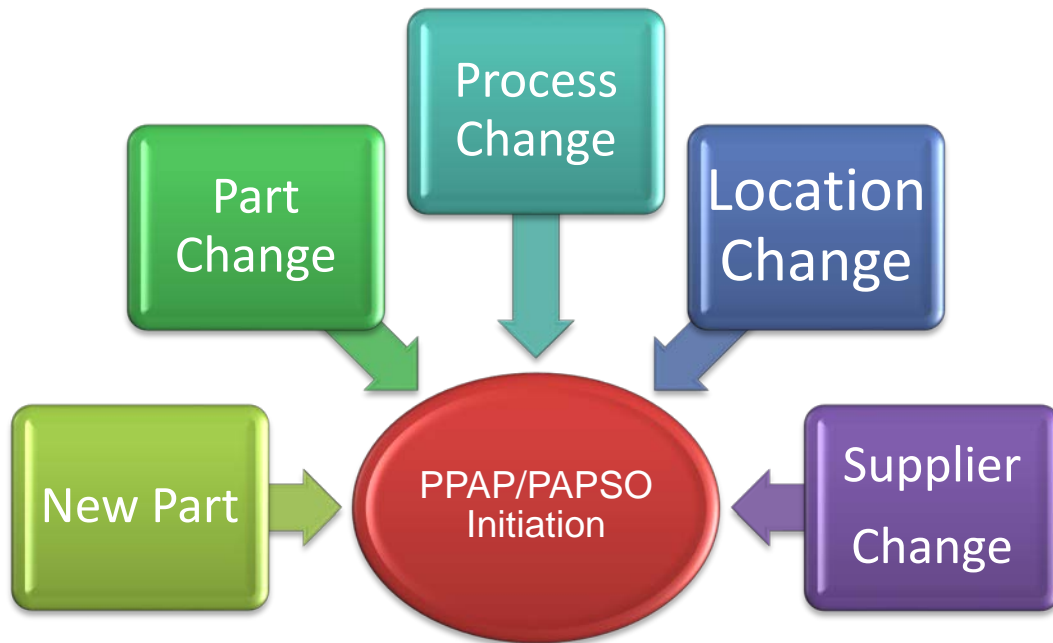 Process
Change
Part
Change
Location
Change
New Part
PPAP/PAPSO
Initiation
Supplier
Change